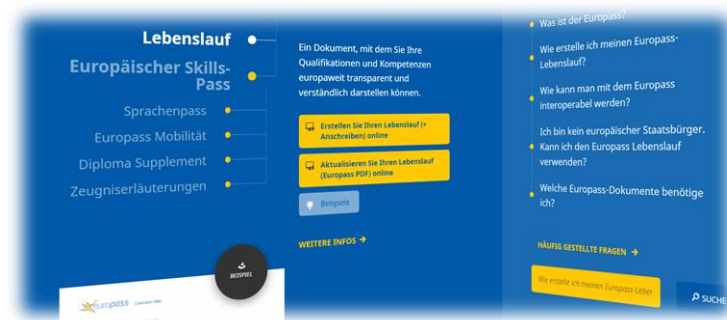 Lebenslauf
Europäischer Skills-
Pass
Sprachenpass
Europass Mobilität
Diploma Supplement
Zeugniserläuterungen
BEISPIEL
europass
Ein Dokument, mit dem Sie Ihre
Qualifikationen und Kompetenzen
europaweit transparent und
verständlich darstellen können.
Erstellen Sie Ihren Lebenslauf (+
Anschreiben) online
Aktualisieren Sie Ihren Lebenslauf
(Europass PDF) online
Beispiele
WEITERE INFOS
Was ist der Europass?
Wie erstelle ich meinen Europass-
Lebenslauf?
Wie kann man mit dem Europass
interoperabel werden?
Ich bin kein europäischer Staatsbürger.
Kann ich den Europass Lebenslauf
verwenden?
Welche Europass-Dokumente benötige
ich?
HÄUFIG GESTELLTE FRAGEN
Wie erstelle ich meinen Europass-Leben
SUCHE